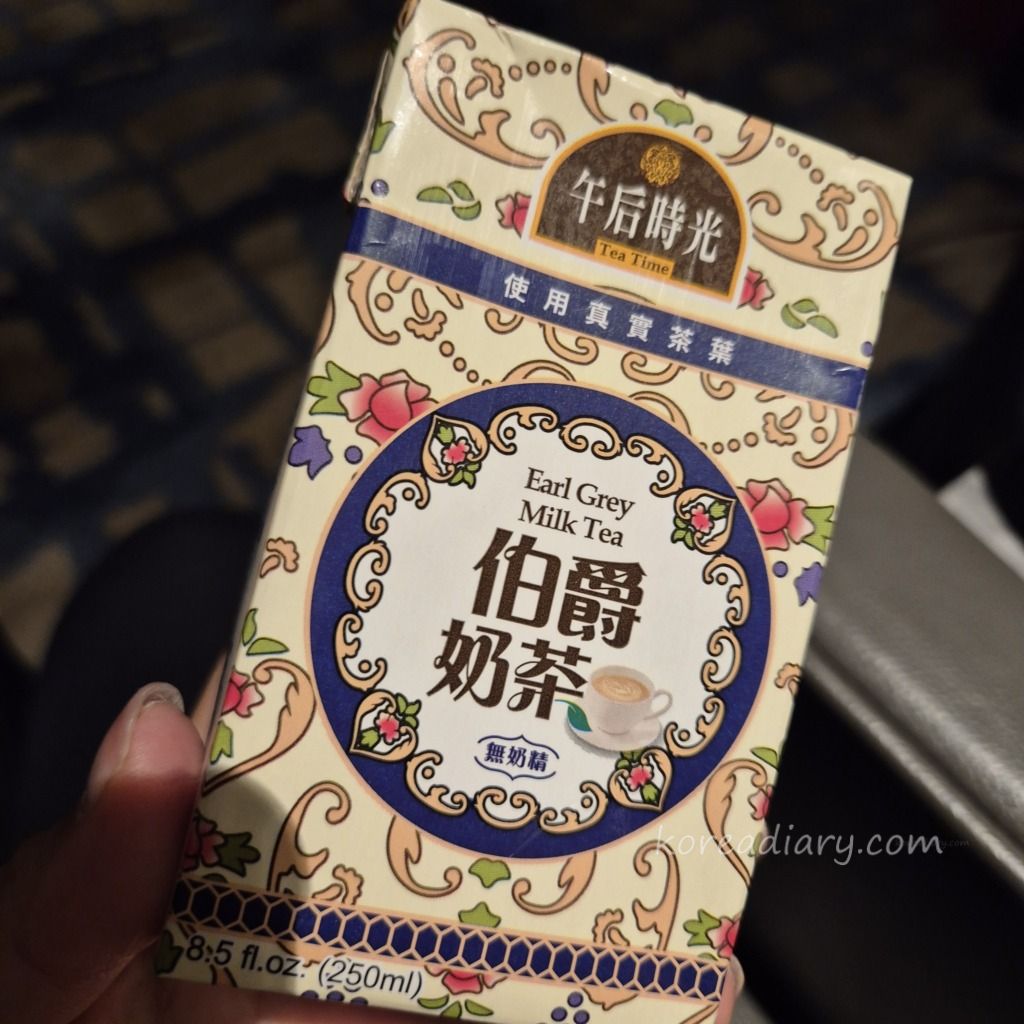 午后時光
Tea Time
使用真實茶葉
Earl Grey
Milk Tea
伯爵
奶茶
無奶精
koreadiary.com
8.5 fl.oz. (250ml)